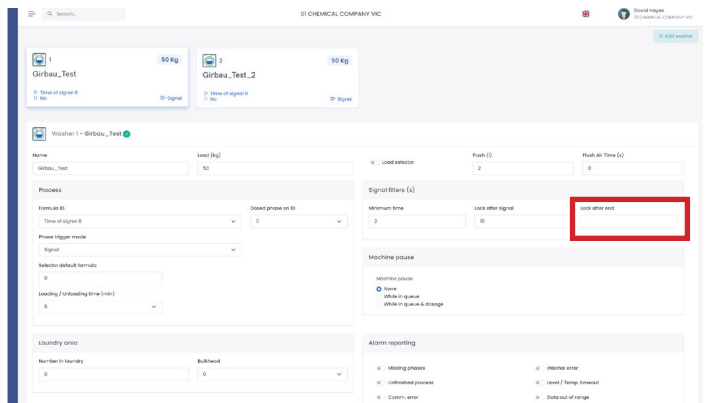 Search...
01 CHEMICAL COMPANY VIC
David Hayes
01 CHEMICAL COMPANY VIC
Add washer
1
50 Kg
Girbau_Test
Time of signal B
No
Signal
2
50 Kg
Girbau_Test_2
Time of signal B
No
Signal
Washer 1 - Girbau_Test
Name
Girbau_Test
Load (kg)
50
Load selector
Flush (l)
2
Flush Air Time (s)
8
Process
Formula ID
Time of signal B
Dosed phase on ID
0
Phase trigger mode
Signal
Selector default formula
0
Loading / Unloading time (min)
5
Signal filters (s)
Minimum time
2
Lock after signal
10
Lock after end
Machine pause
Machine pause
None
While in queue
While in queue & dosage
Laundry area
Number in laundry
0
Bulkhead
0
Alarm reporting
Missing phases
Internal error
Unfinished process
Level / Temp. timeout
Comm. error
Data out of range